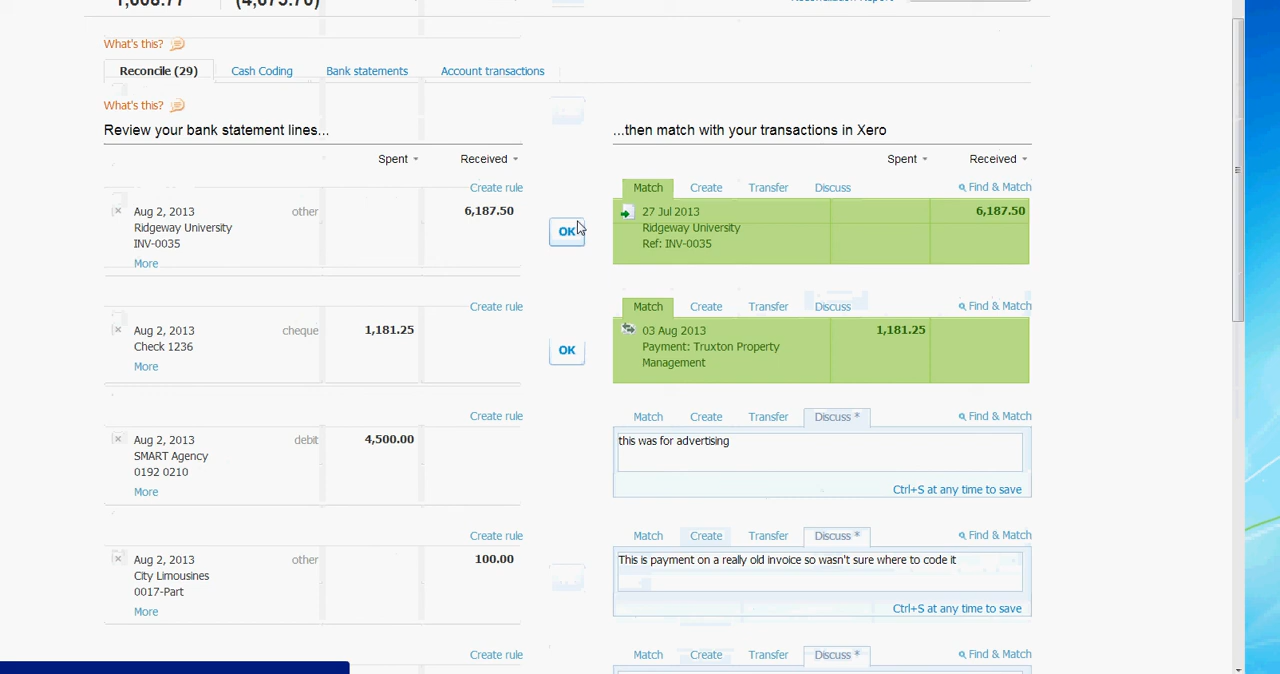 1,668.77 (4,675.76)
What's this?
Reconcile (29) Cash Coding Bank statements Account transactions
What's this?
Review your bank statement lines... ...then match with your transactions in Xero
Spent Received Spent Received
Create rule Match Create Transfer Discuss Find & Match
Aug 2, 2013 other 6,187.50 27 Jul 2013 6,187.50
Ridgeway University OK Ridgeway University
INV-0035 Ref: INV-0035
More
Create rule Match Create Transfer Discuss Find & Match
Aug 2, 2013 cheque 1,181.25 03 Aug 2013 1,181.25
Check 1236 OK Payment: Truxton Property
More Management
Create rule Match Create Transfer Discuss * Find & Match
Aug 2, 2013 debit 4,500.00 this was for advertising
SMART Agency
0192 0210
More Ctrl+S at any time to save
Create rule Match Create Transfer Discuss * Find & Match
Aug 2, 2013 other 100.00 This is payment on a really old invoice so wasn't sure where to code it
City Limousines
0017-Part
More Ctrl+S at any time to save
Create rule Match Create Transfer Discuss * Find & Match